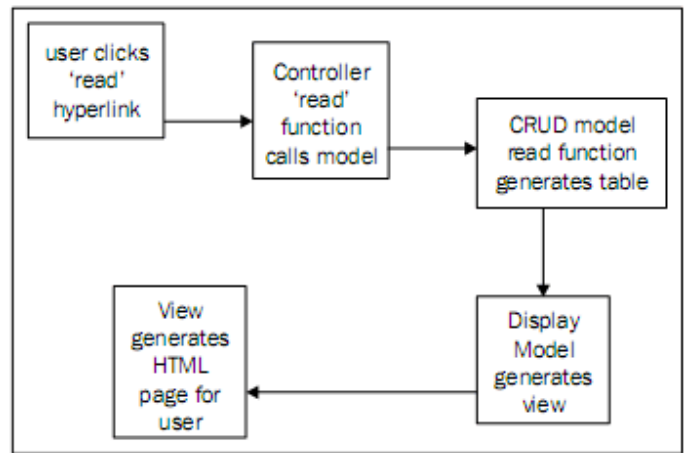 user clicks
‘read’
hyperlink
Controller
‘read’
function
calls model
CRUD model
read function
generates table
Display
Model
generates
view
View
generates
HTML
page for
user